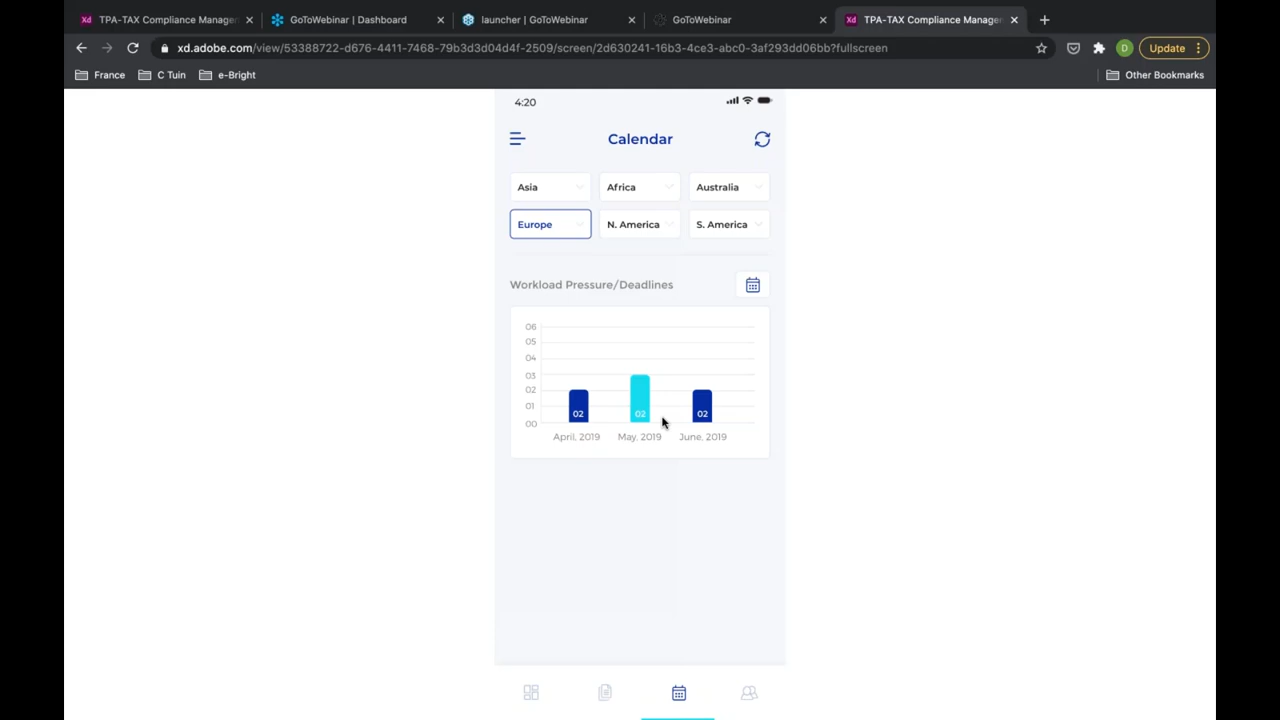 TPA-TAX Compliance Manager
GoToWebinar | Dashboard
launcher | GoToWebinar
GoToWebinar
TPA-TAX Compliance Manager
xd.adobe.com/view/53388722-d676-4411-7468-79b3d3d04d4f-2509/screen/2d630241-16b3-4ce3-abc0-3af293dd06bb?fullscreen
D
Update
France
C Tuin
e-Bright
Other Bookmarks
4:20
Calendar
Asia
Africa
Australia
Europe
N. America
S. America
Workload Pressure/Deadlines
06
05
04
03
02
01
00
02
02
02
April, 2019
May, 2019
June, 2019